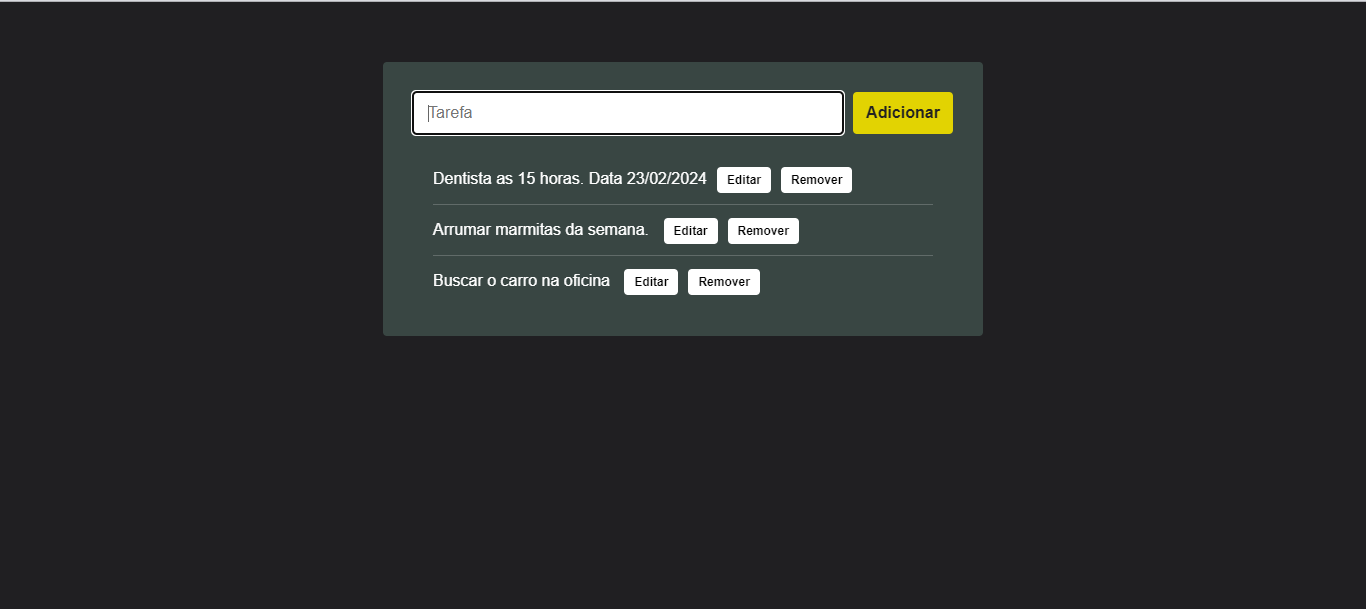 Tarefa Adicionar
Dentista as 15 horas. Data 23/02/2024 Editar Remover
Arrumar marmitas da semana. Editar Remover
Buscar o carro na oficina Editar Remover